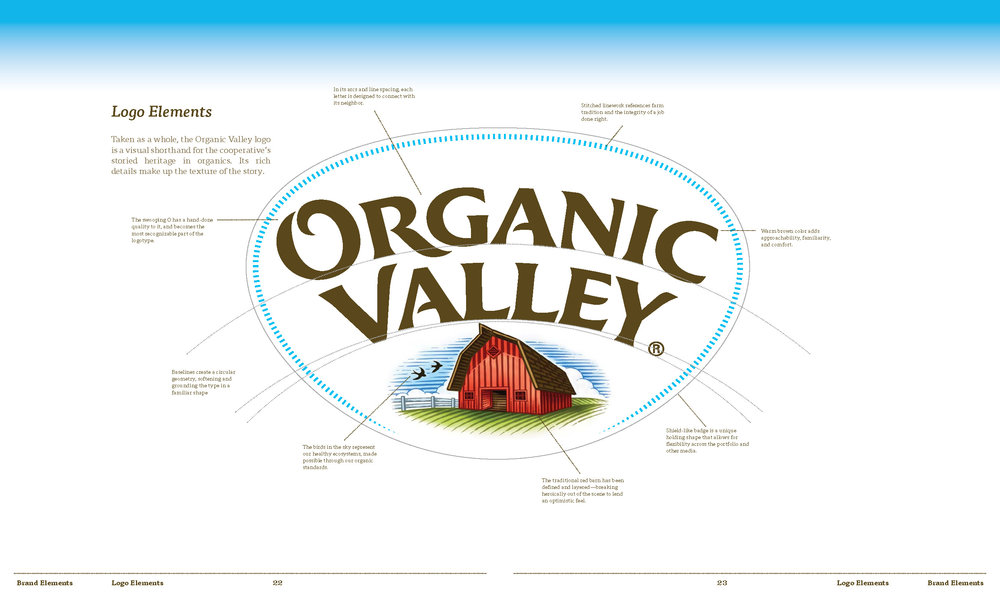 Logo Elements
Taken as a whole, the Organic Valley logo
is a visual shorthand for the cooperative's
storied heritage in organics. Its rich
details make up the texture of the story.
In its arcs and line spacing, each
letter is designed to connect with
its neighbor.
Stitched linework references farm
tradition and the integrity of a job
done right.
The swooping O has a hand-done
quality to it, and becomes the
most recognizable part of the
logotype.
Warm brown color adds
approachability, familiarity,
and comfort.
ORGANIC
VALLEY
®
Baselines create a circular
geometry, softening and
grounding the type in a
familiar shape
The birds in the sky represent
our healthy ecosystems, made
possible through our organic
standards.
The traditional red barn has been
defined and layered—breaking
heroically out of the scene to lend
an optimistic feel.
Shield-like badge is a unique
holding shape that allows for
flexibility across the portfolio and
other media.
Brand Elements
Logo Elements
22
23
Logo Elements
Brand Elements